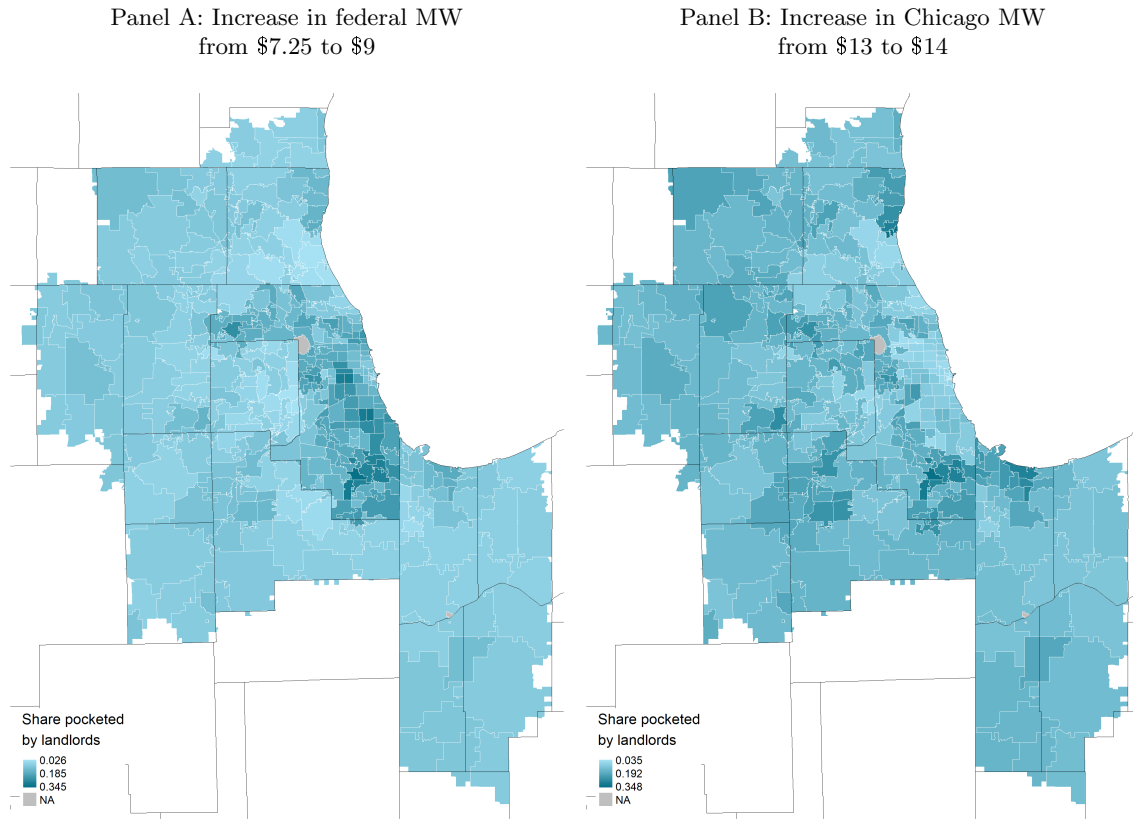 Panel A: Increase in federal MW
from $7.25 to $9
Share pocketed
by landlords
0.026
0.185
0.345
NA
Panel B: Increase in Chicago MW
from $13 to $14
Share pocketed
by landlords
0.035
0.192
0.348
NA